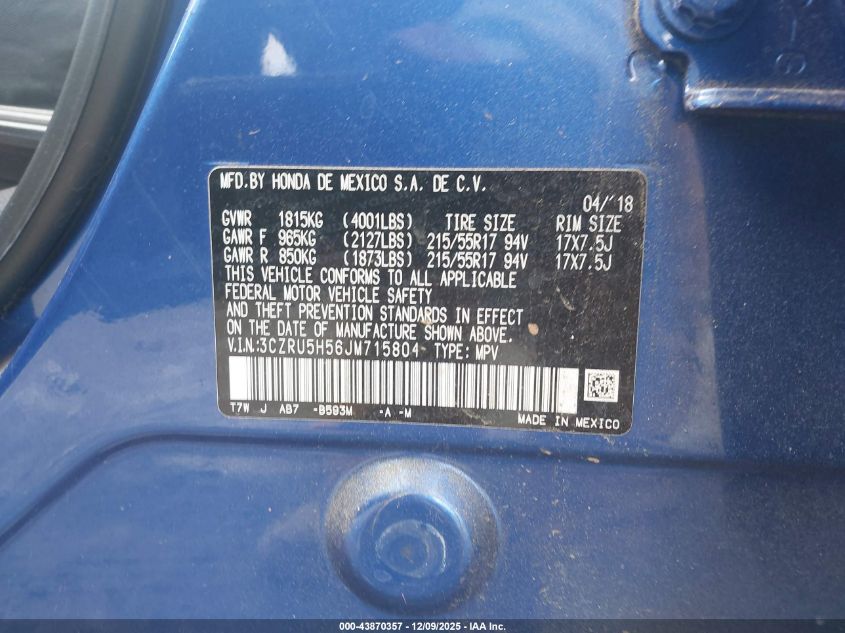 MFD.BY HONDA DE MEXICO S.A. DE C.V.
04/'18
GVWR 1815KG (4001LBS) TIRE SIZE RIM SIZE
GAWR F 965KG (2127LBS) 215/55R17 94V 17X7.5J
GAWR R 850KG (1873LBS) 215/55R17 94V 17X7.5J
THIS VEHICLE CONFORMS TO ALL APPLICABLE
FEDERAL MOTOR VEHICLE SAFETY
AND THEFT PREVENTION STANDARDS IN EFFECT
ON THE DATE OF MANUFACTURE SHOWN ABOVE.
V.I.N:3CZRU5H56JM715804 TYPE: MPV
T7W J AB7 -B593M -A -M
MADE IN MEXICO
000-43870357 - 12/09/2025 - IAA Inc.